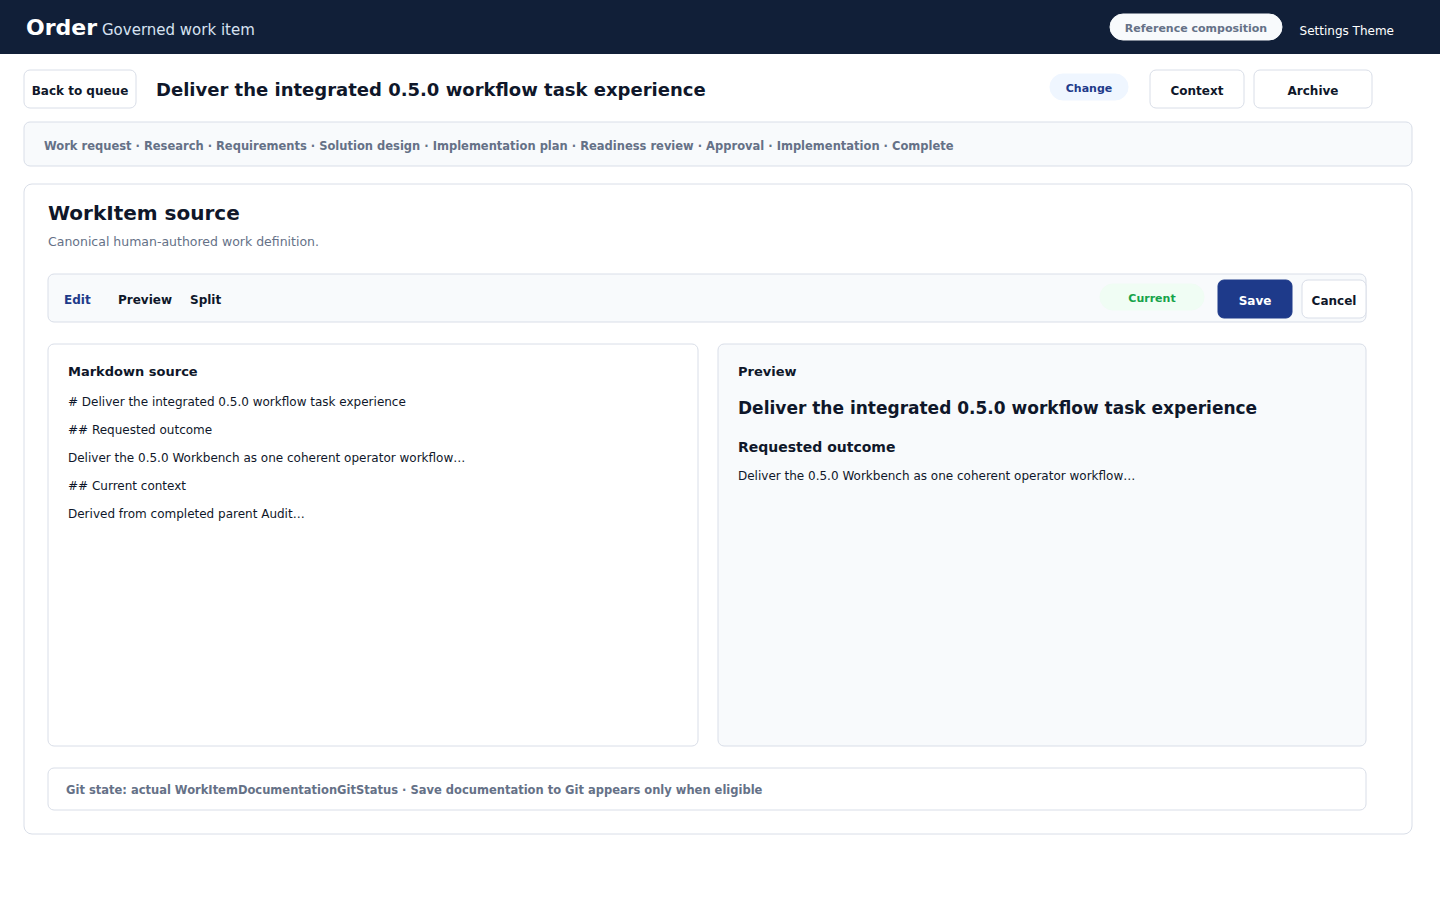 Order Governed work item
Reference composition
Settings Theme
Back to queue
Deliver the integrated 0.5.0 workflow task experience
Change
Context
Archive
Work request · Research · Requirements · Solution design · Implementation plan · Readiness review · Approval · Implementation · Complete
WorkItem source
Canonical human-authored work definition.
Edit
Preview
Split
Current
Save
Cancel
Markdown source
# Deliver the integrated 0.5.0 workflow task experience
## Requested outcome
Deliver the 0.5.0 Workbench as one coherent operator workflow…
## Current context
Derived from completed parent Audit…
Preview
Deliver the integrated 0.5.0 workflow task experience
Requested outcome
Deliver the 0.5.0 Workbench as one coherent operator workflow…
Git state: actual WorkItemDocumentationGitStatus · Save documentation to Git appears only when eligible